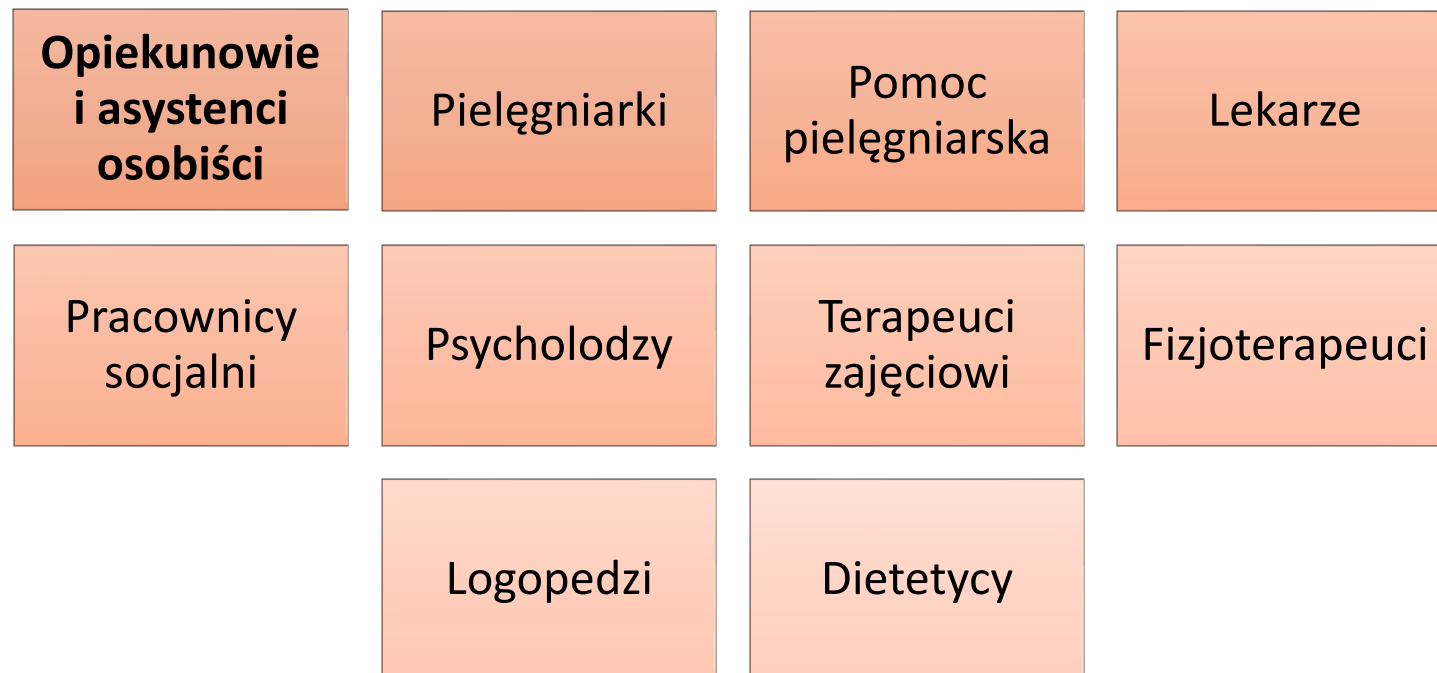 Opiekunowie
i asystenci
osobiści
Pielęgniarki
Pomoc
pielęgniarska
Lekarze
Pracownicy
socjalni
Psycholodzy
Terapeuci
zajęciowi
Fizjoterapeuci
Logopedzi
Dietetycy